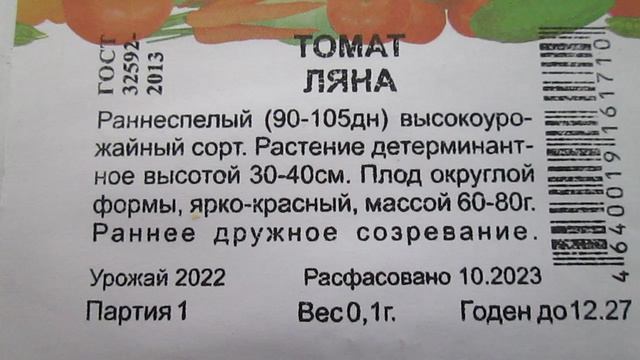 ТОМАТ
ЛЯНА
ГОСТ
32592-
2013
Раннеспелый (90-105дн) высокоуро-
жайный сорт. Растение детерминант-
ное высотой 30-40см. Плод округлой
формы, ярко-красный, массой 60-80г.
Раннее дружное созревание.
Урожай 2022 Расфасовано 10.2023
Партия 1 Вес 0,1г. Годен до 12.27
4640019161710